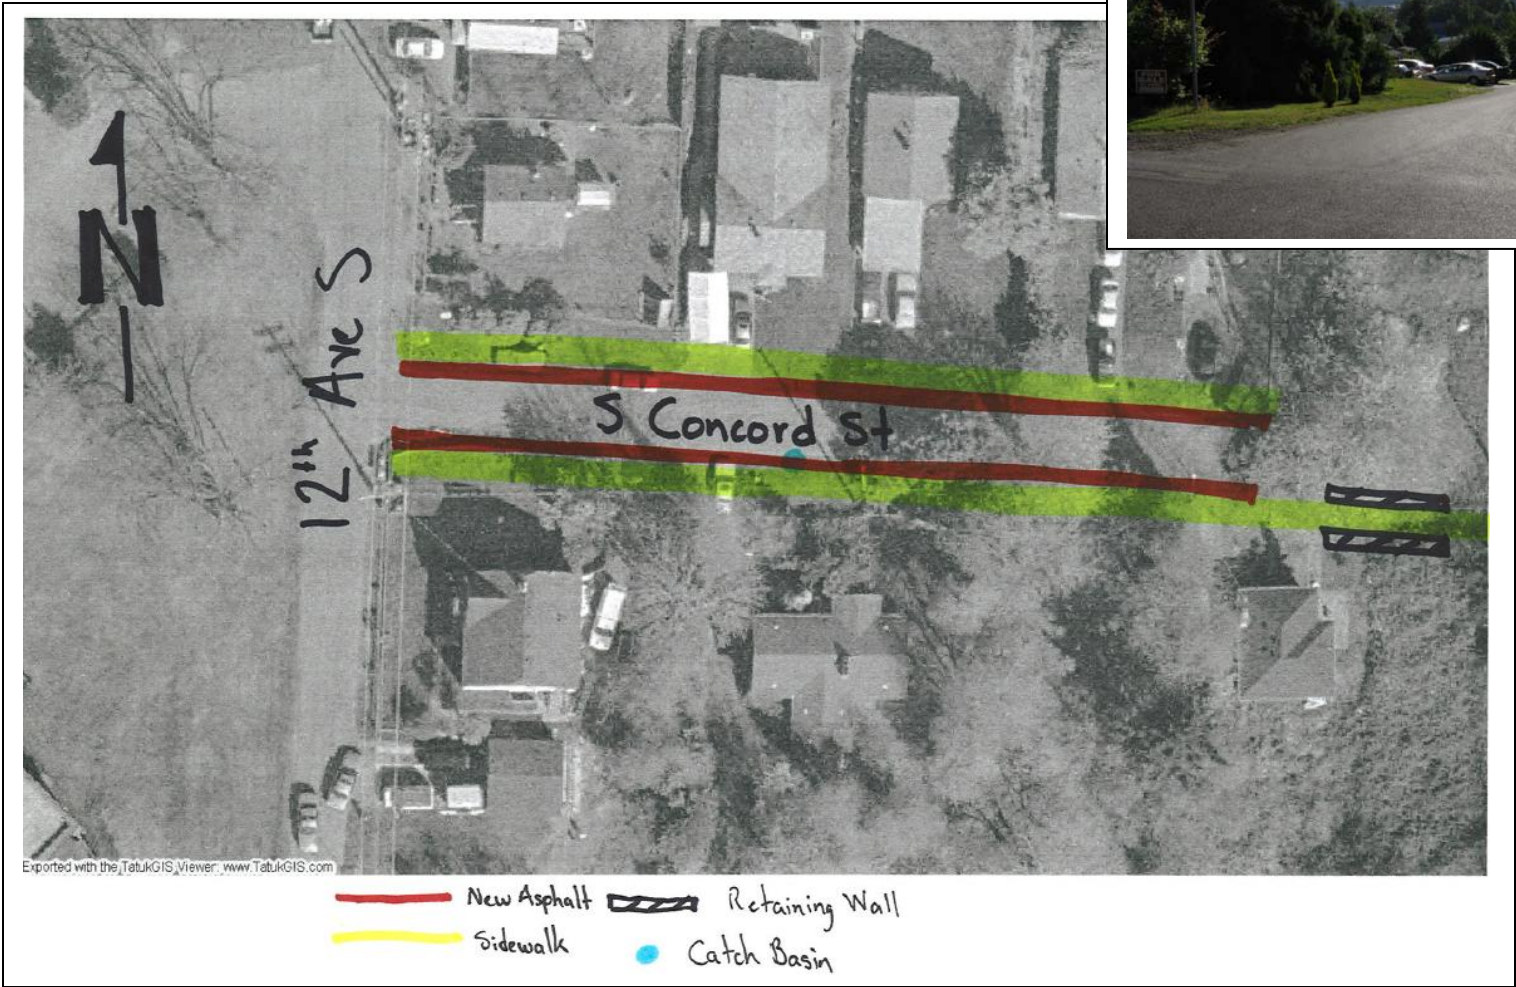 N
12th Ave S
S Concord St
Exported with the TatukGIS Viewer: www.TatukGIS.com
New Asphalt
Retaining Wall
Sidewalk
Catch Basin